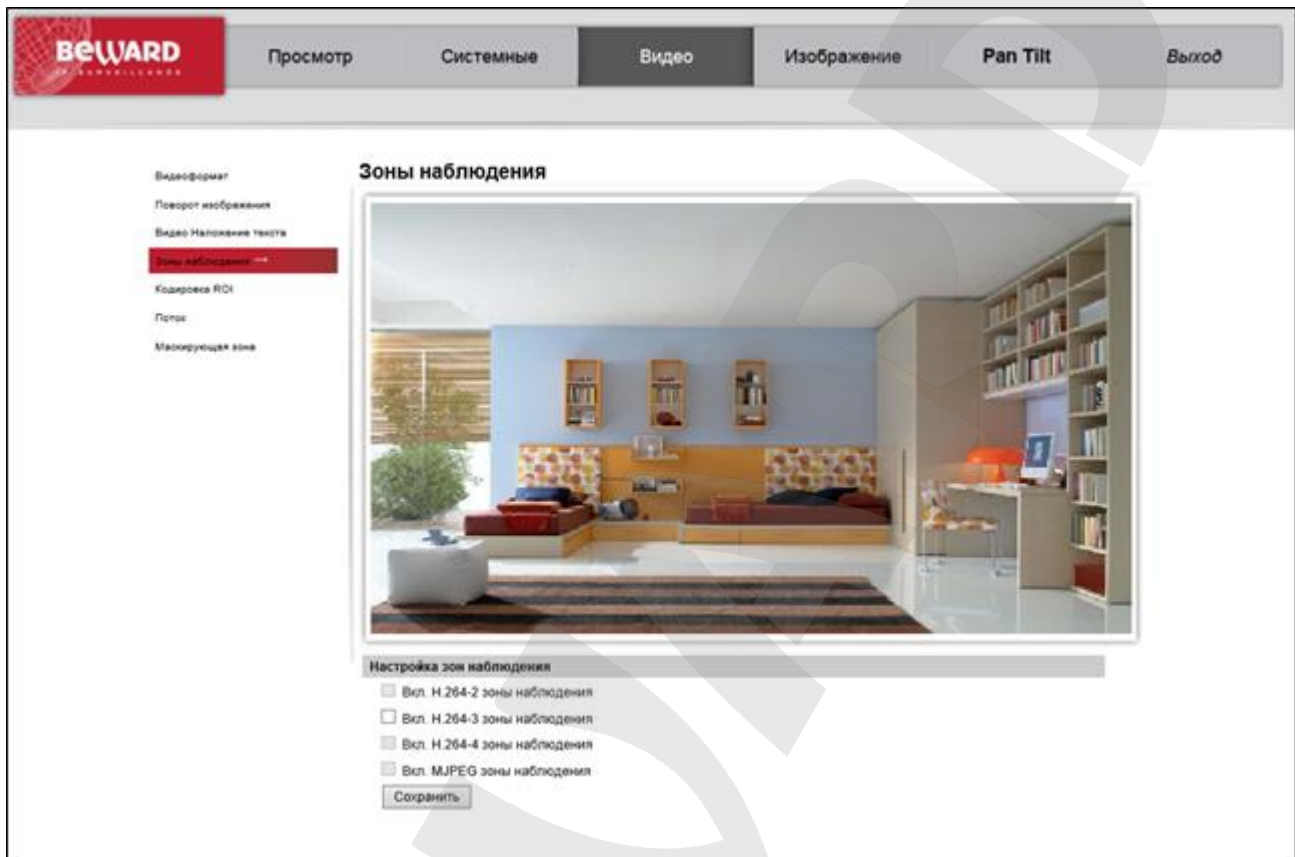 BEWARD
Просмотр
Системные
Видео
Изображение
Pan Tilt
Выход
Видеоформат
Поворот изображения
Видео Наложение текста
Зоны наблюдения
Кодировка ROI
Поток
Маскирующая зона
Зоны наблюдения
Настройка зон наблюдения
Вкл. H.264-2 зоны наблюдения
Вкл. H.264-3 зоны наблюдения
Вкл. H.264-4 зоны наблюдения
Вкл. MJPEG зоны наблюдения
Сохранить